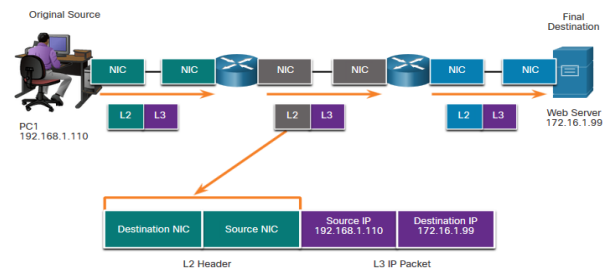 Original Source
Final
Destination
NIC
NIC
NIC
NIC
NIC
NIC
L2
L3
L2
L3
L2
L3
PC1
192.168.1.110
Web Server
172.16.1.99
Destination NIC
Source NIC
Source IP
192.168.1.110
Destination IP
172.16.1.99
L2 Header
L3 IP Packet